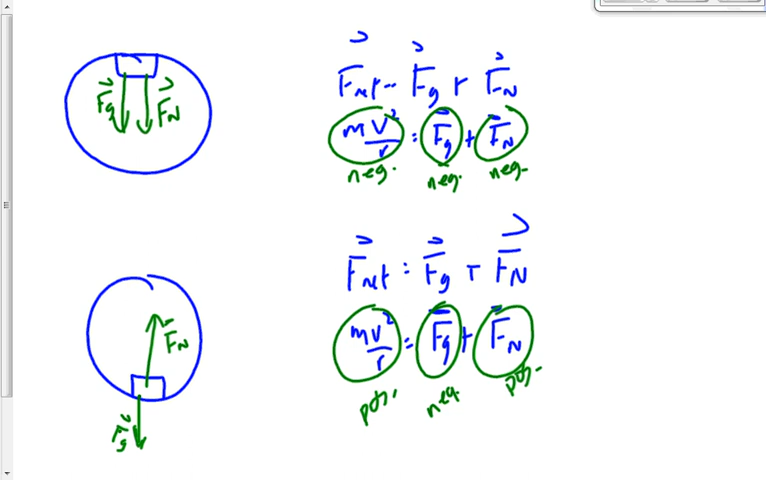 F⃗g F⃗N
F⃗net = F⃗g + F⃗N
mv²/r = F⃗g + F⃗N
neg. neg. neg.
F⃗N
F⃗g
F⃗net = F⃗g + F⃗N
mv²/r = F⃗g + F⃗N
pos. neg. pos.